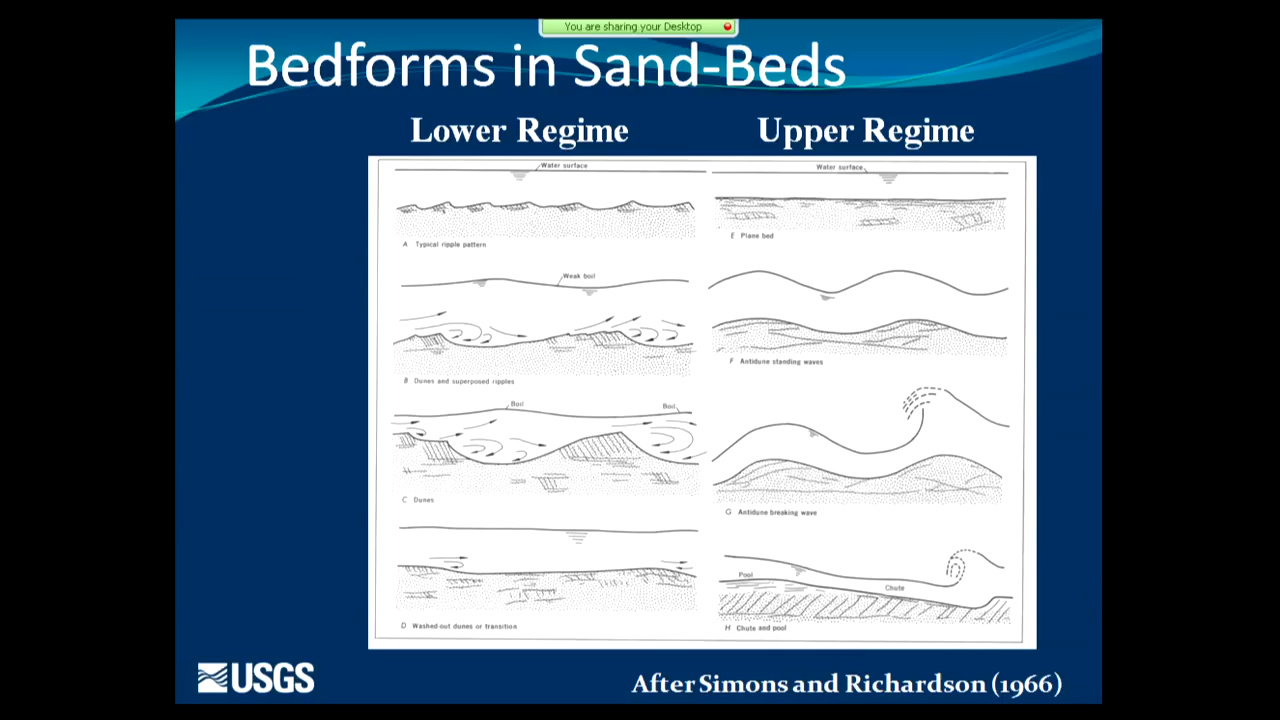 You are sharing your Desktop
Bedforms in Sand-Beds
Lower Regime
Upper Regime
Water surface
A Typical ripple pattern
Weak boil
B Dunes and superposed ripples
Boil
Boil
C Dunes
D Washed-out dunes or transition
Water surface
E Plane bed
F Antidune standing waves
G Antidune breaking wave
Pool
Chute
H Chute and pool
USGS
After Simons and Richardson (1966)